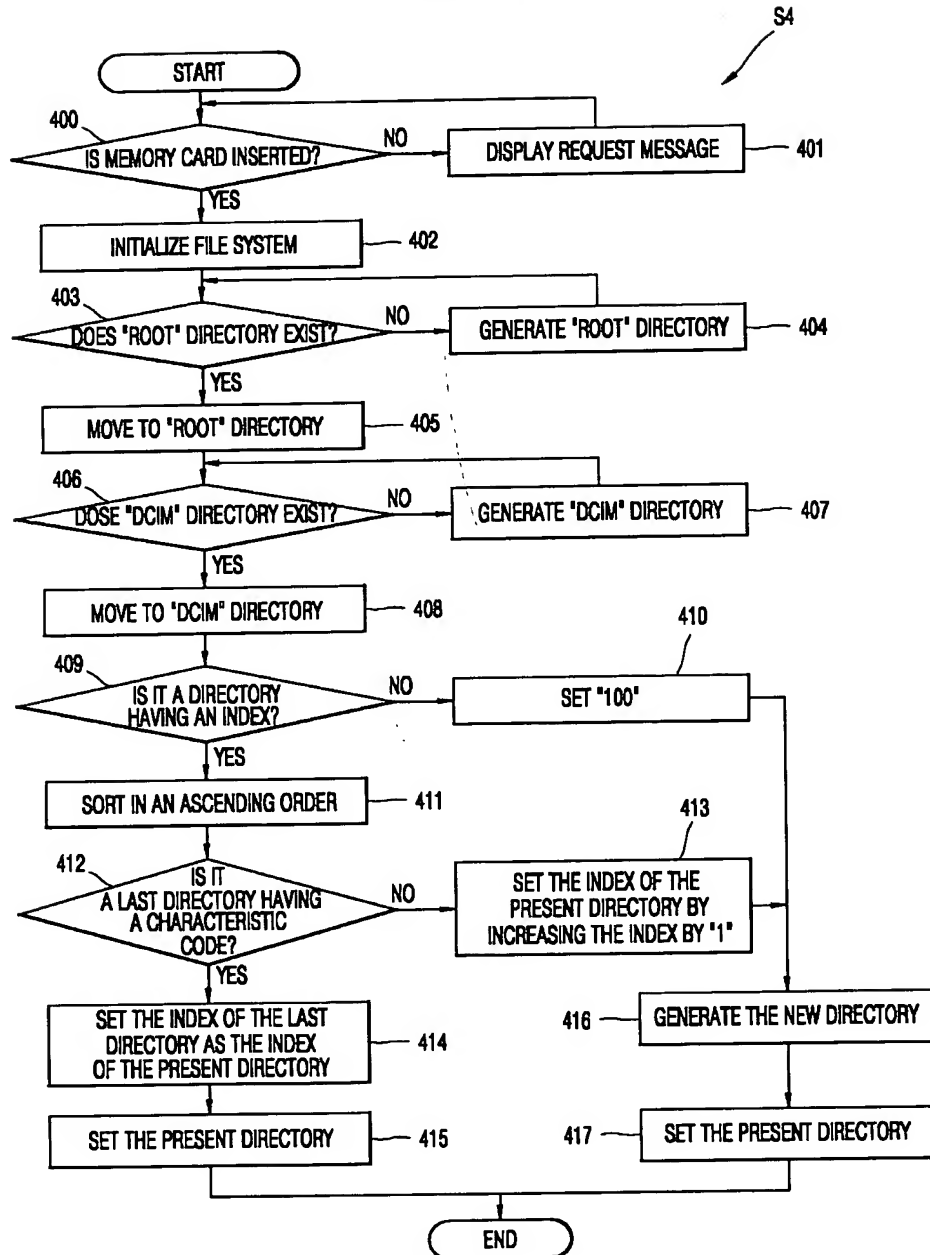 S4
START
400
IS MEMORY CARD INSERTED?
NO
DISPLAY REQUEST MESSAGE
401
YES
INITIALIZE FILE SYSTEM
402
403
DOES "ROOT" DIRECTORY EXIST?
NO
GENERATE "ROOT" DIRECTORY
404
YES
MOVE TO "ROOT" DIRECTORY
405
406
DOSE "DCIM" DIRECTORY EXIST?
NO
GENERATE "DCIM" DIRECTORY
407
YES
MOVE TO "DCIM" DIRECTORY
408
409
IS IT A DIRECTORY
HAVING AN INDEX?
NO
410
SET "100"
YES
SORT IN AN ASCENDING ORDER
411
412
IS IT
A LAST DIRECTORY HAVING
A CHARACTERISTIC
CODE?
NO
413
SET THE INDEX OF THE
PRESENT DIRECTORY BY
INCREASING THE INDEX BY "1"
YES
SET THE INDEX OF THE LAST
DIRECTORY AS THE INDEX
OF THE PRESENT DIRECTORY
414
416
GENERATE THE NEW DIRECTORY
SET THE PRESENT DIRECTORY
415
417
SET THE PRESENT DIRECTORY
END